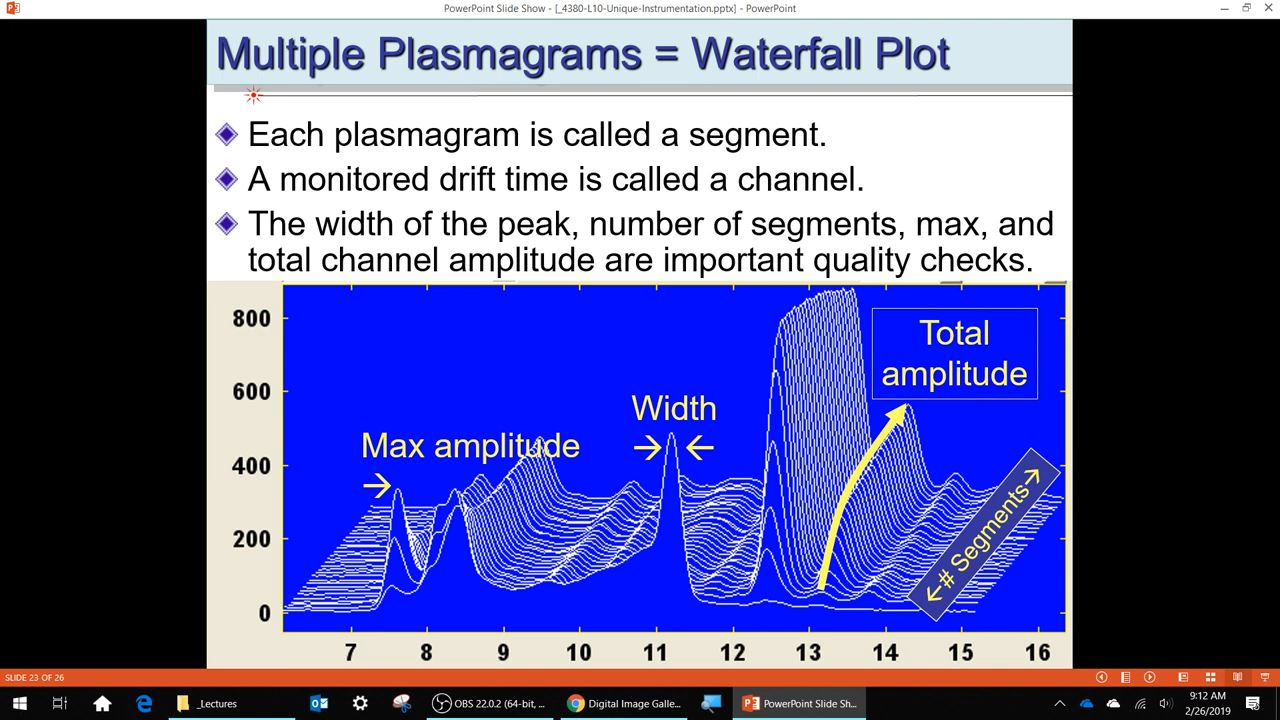 PowerPoint Slide Show - [_4380-L10-Unique-Instrumentation.pptx] - PowerPoint
Multiple Plasmagrams = Waterfall Plot
Each plasmagram is called a segment.
A monitored drift time is called a channel.
The width of the peak, number of segments, max, and
total channel amplitude are important quality checks.
800
600
400
200
0
Total
amplitude
Width
→ ←
Max amplitude
→
←# Segments→
7 8 9 10 11 12 13 14 15 16
SLIDE 23 OF 26
_Lectures
OBS 22.0.2 (64-bit, ...
Digital Image Galle...
PowerPoint Slide Sh...
9:12 AM
2/26/2019